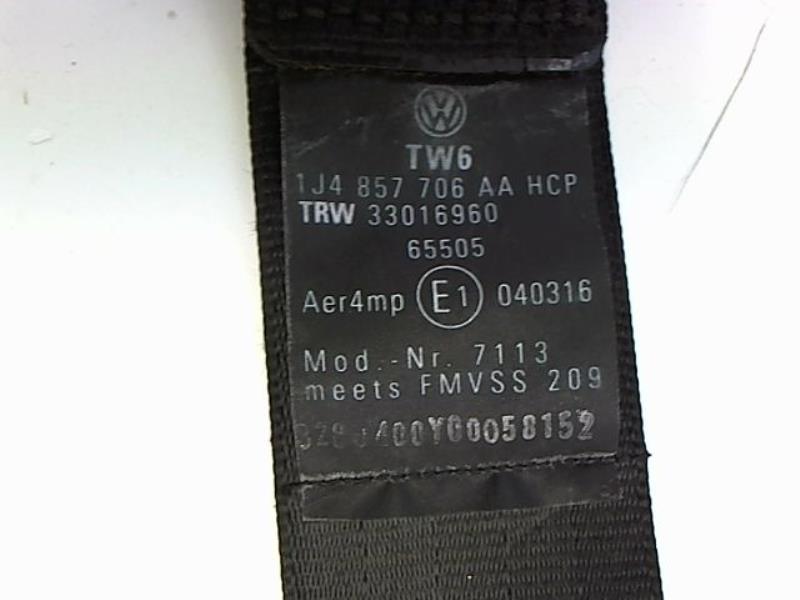 TW6
1J4 857 706 AA HCP
TRW 33016960
65505
Aer4mp E1 040316
Mod.-Nr. 7113
meets FMVSS 209